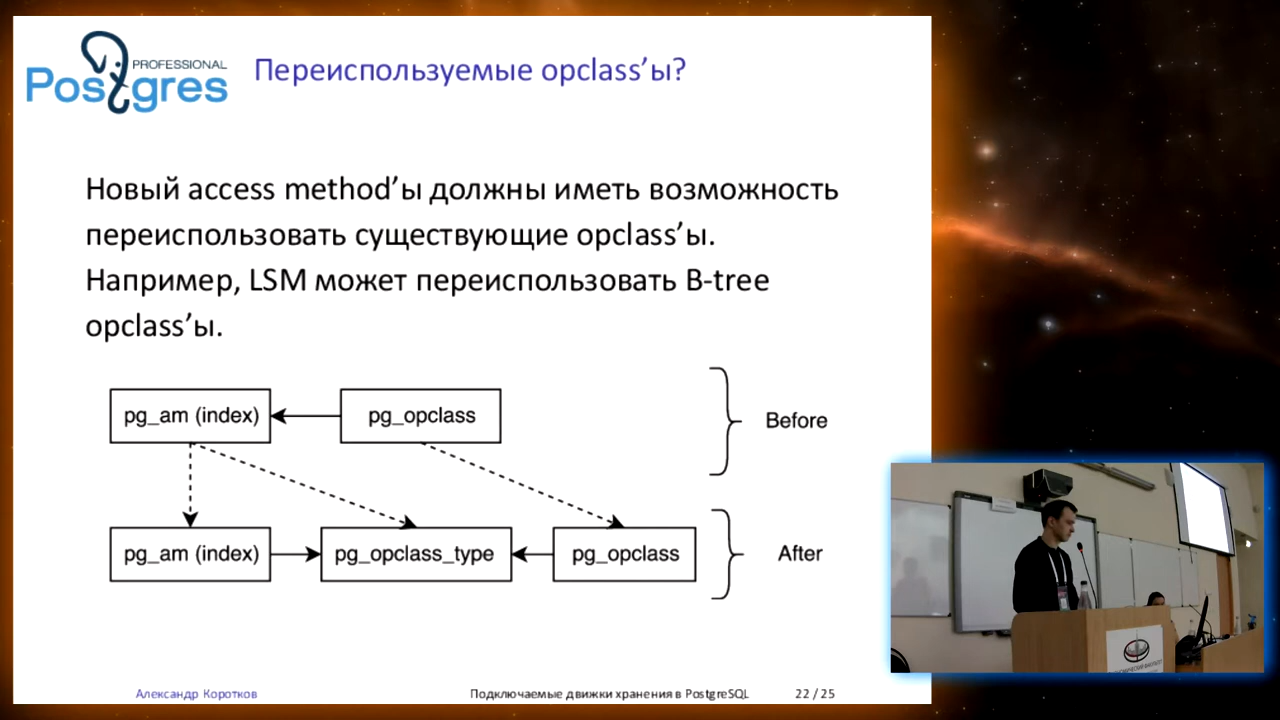 PROFESSIONAL
Postgres
Переиспользуемые opclass’ы?
Новый access method’ы должны иметь возможность
переиспользовать существующие opclass’ы.
Например, LSM может переиспользовать B-tree
opclass’ы.
pg_am (index)
pg_opclass
Before
pg_am (index)
pg_opclass_type
pg_opclass
After
Александр Коротков
Подключаемые движки хранения в PostgreSQL
22 / 25